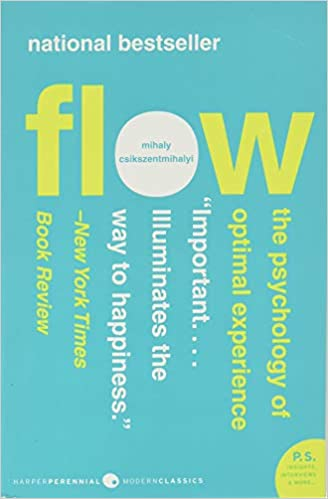 national bestseller
flow
mihaly
csikszentmihalyi
the psychology of
optimal experience
“Important. . . .
Illuminates the
way to happiness.”
–New York Times
Book Review
P.S.
INSIGHTS,
INTERVIEWS
& MORE...
HARPERPERENNIAL MODERNCLASSICS